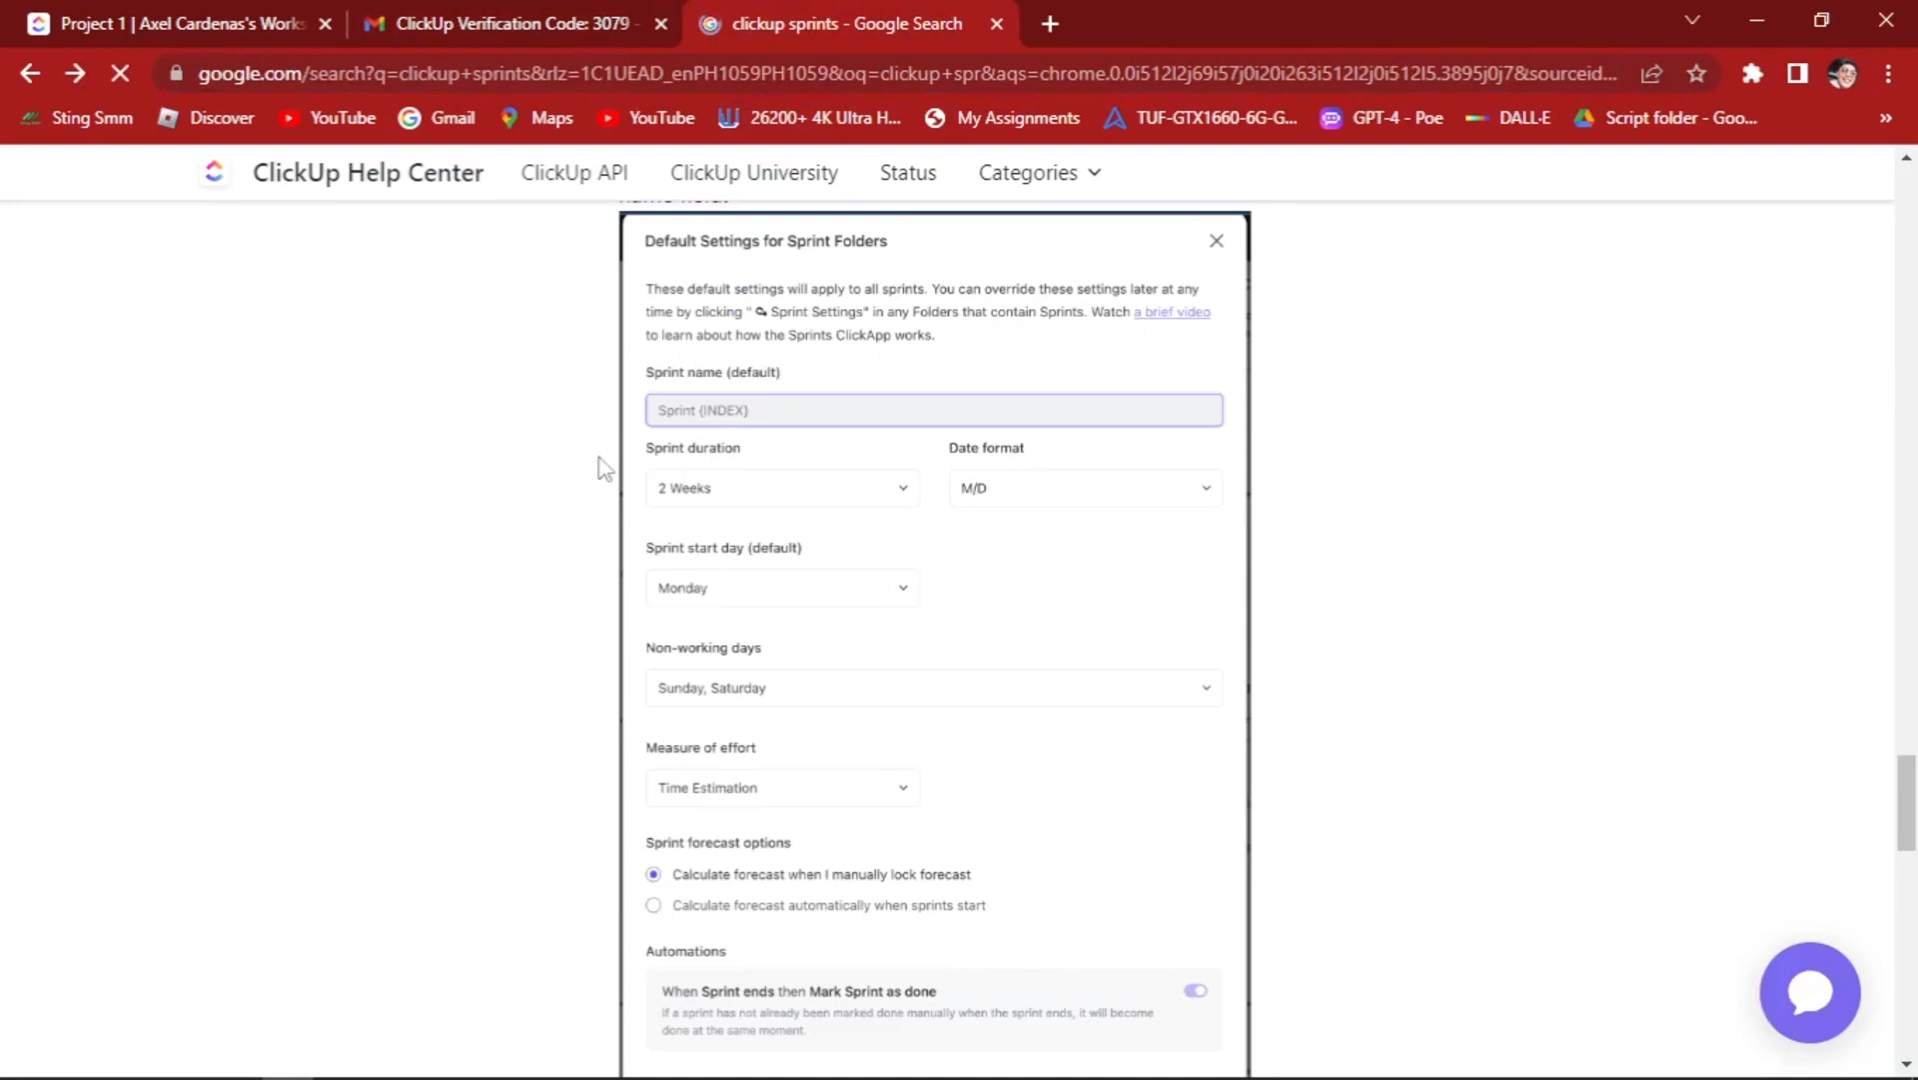 Project 1 | Axel Cardenas's Works
ClickUp Verification Code: 3079 -
clickup sprints - Google Search
google.com/search?q=clickup+sprints&rlz=1C1UEAD_enPH1059PH1059&oq=clickup+spr&aqs=chrome.0.0i512l2j69i57j0i20i263i512l2j0i512l5.3895j0j7&sourceid...
Sting Smm
Discover
YouTube
Gmail
Maps
YouTube
26200+ 4K Ultra H...
My Assignments
TUF-GTX1660-6G-G...
GPT-4 - Poe
DALL·E
Script folder - Goo...
»
ClickUp Help Center
ClickUp API
ClickUp University
Status
Categories
Default Settings for Sprint Folders
These default settings will apply to all sprints. You can override these settings later at any
time by clicking " Sprint Settings" in any Folders that contain Sprints. Watch a brief video
to learn about how the Sprints ClickApp works.
Sprint name (default)
Sprint {INDEX}
Sprint duration
Date format
2 Weeks
M/D
Sprint start day (default)
Monday
Non-working days
Sunday, Saturday
Measure of effort
Time Estimation
Sprint forecast options
Calculate forecast when I manually lock forecast
Calculate forecast automatically when sprints start
Automations
When Sprint ends then Mark Sprint as done
If a sprint has not already been marked done manually when the sprint ends, it will become
done at the same moment.